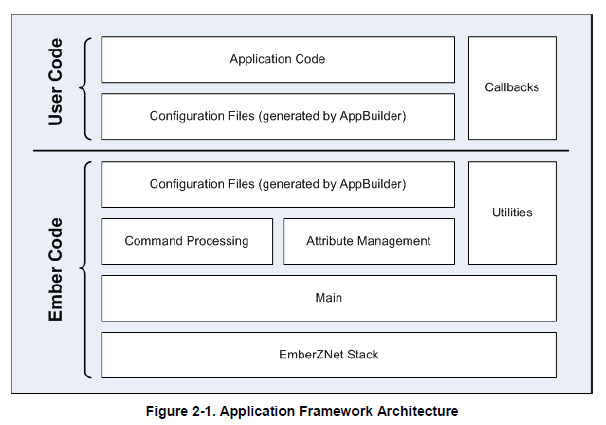 User Code
Application Code
Configuration Files (generated by AppBuilder)
Callbacks
Ember Code
Configuration Files (generated by AppBuilder)
Utilities
Command Processing
Attribute Management
Main
EmberZNet Stack
Figure 2-1. Application Framework Architecture